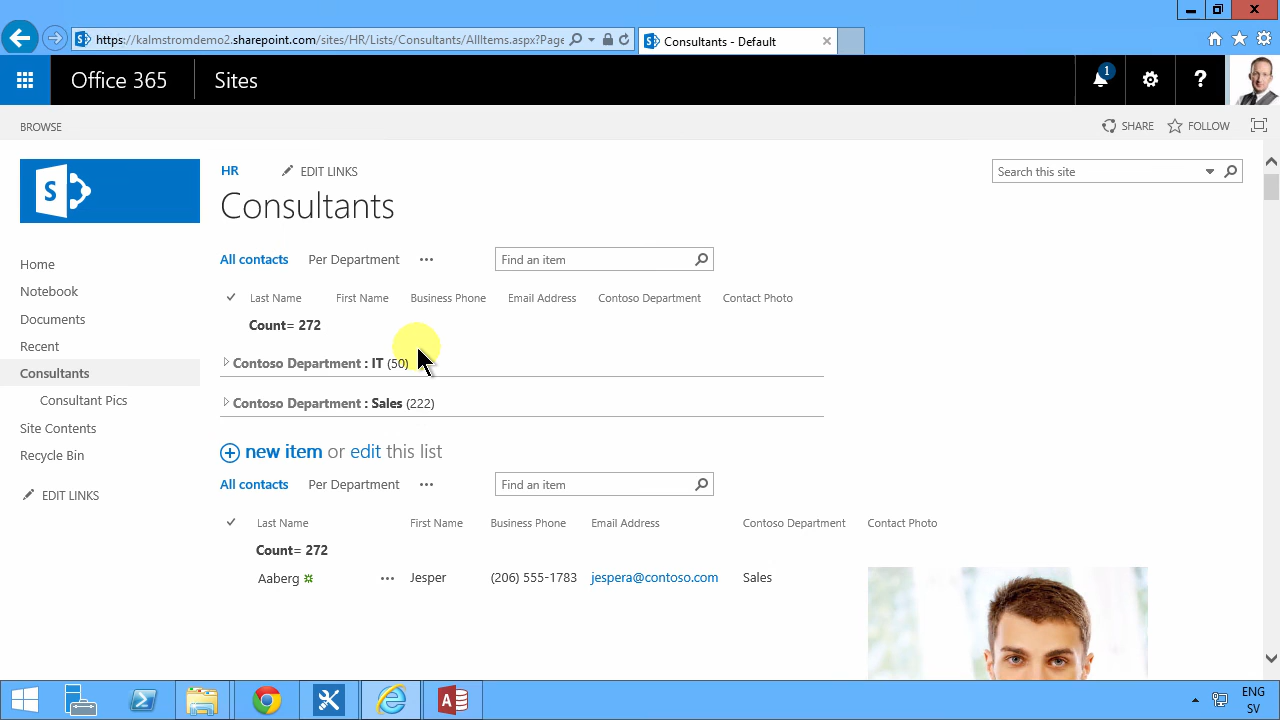 https://kalmstromdemo2.sharepoint.com/sites/HR/Lists/Consultants/AllItems.aspx?Page
Consultants - Default
Office 365
Sites
1
?
BROWSE
SHARE
FOLLOW
S
HR
EDIT LINKS
Search this site
Consultants
All contacts
Per Department
Find an item
Home
Notebook
Documents
Recent
Consultants
Consultant Pics
Site Contents
Recycle Bin
EDIT LINKS
Last Name First Name Business Phone Email Address Contoso Department Contact Photo
Count= 272
Contoso Department : IT (50)
Contoso Department : Sales (222)
new item or edit this list
All contacts
Per Department
Find an item
Last Name First Name Business Phone Email Address Contoso Department Contact Photo
Count= 272
Aaberg Jesper (206) 555-1783 jespera@contoso.com Sales
ENG
SV